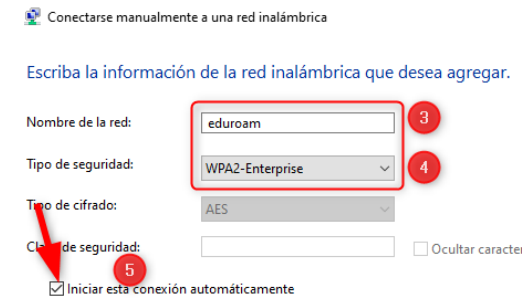 Conectarse manualmente a una red inalámbrica
Escriba la información de la red inalámbrica que desea agregar.
Nombre de la red: eduroam 3
Tipo de seguridad: WPA2-Enterprise 4
Tipo de cifrado: AES
de seguridad: Ocultar caracter
5
Iniciar esta conexión automáticamente